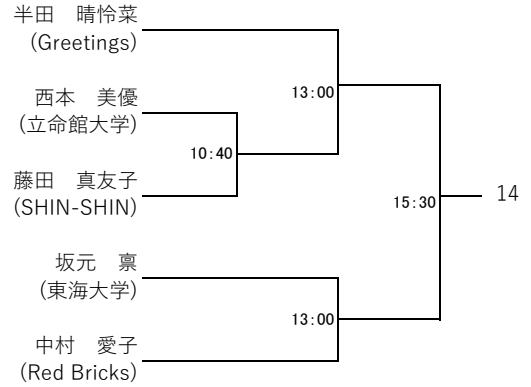 半田　晴怜菜
(Greetings)
13:00
西本　美優
(立命館大学)
10:40
藤田　真友子
(SHIN-SHIN)
15:30
14
坂元　禀
(東海大学)
13:00
中村　愛子
(Red Bricks)